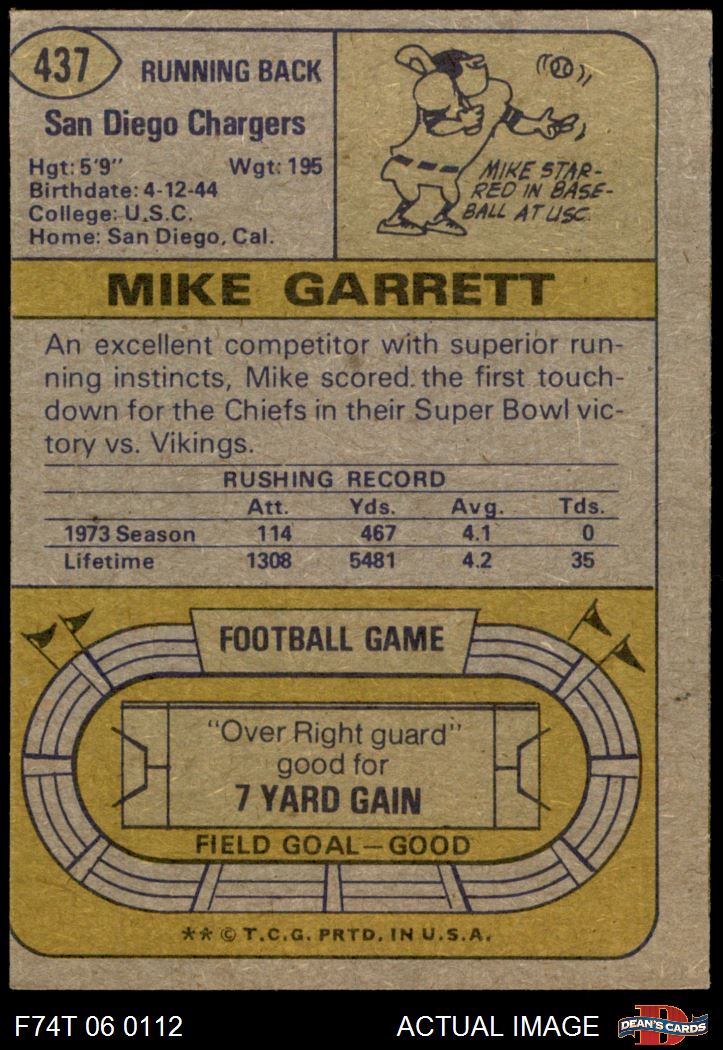 437
RUNNING BACK
San Diego Chargers
Hgt: 5'9" Wgt: 195
Birthdate: 4-12-44
College: U.S.C.
Home: San Diego, Cal.
MIKE STAR-
RED IN BASE-
BALL AT USC.
MIKE GARRETT
An excellent competitor with superior run-
ning instincts, Mike scored the first touch-
down for the Chiefs in their Super Bowl vic-
tory vs. Vikings.
RUSHING RECORD
Att. Yds. Avg. Tds.
1973 Season 114 467 4.1 0
Lifetime 1308 5481 4.2 35
FOOTBALL GAME
"Over Right guard"
good for
7 YARD GAIN
FIELD GOAL—GOOD
** © T.C.G. PRTD. IN U.S.A.
F74T 06 0112 ACTUAL IMAGE
D
DEAN'S CARDS